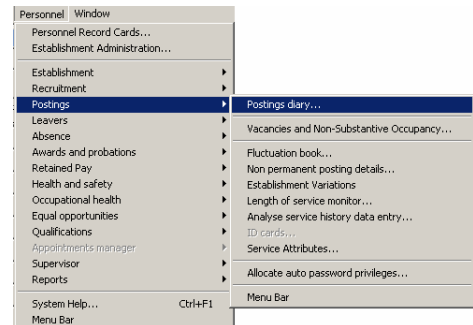 Personnel Window
Personnel Record Cards...
Establishment Administration...
Establishment
Recruitment
Postings
Leavers
Absence
Awards and probations
Retained Pay
Health and safety
Occupational health
Equal opportunities
Qualifications
Appointments manager
Supervisor
Reports
System Help... Ctrl+F1
Menu Bar
Postings diary...
Vacancies and Non-Substantive Occupancy...
Fluctuation book...
Non permanent posting details...
Establishment Variations
Length of service monitor...
Analyse service history data entry...
ID cards...
Service Attributes...
Allocate auto password privileges...
Menu Bar